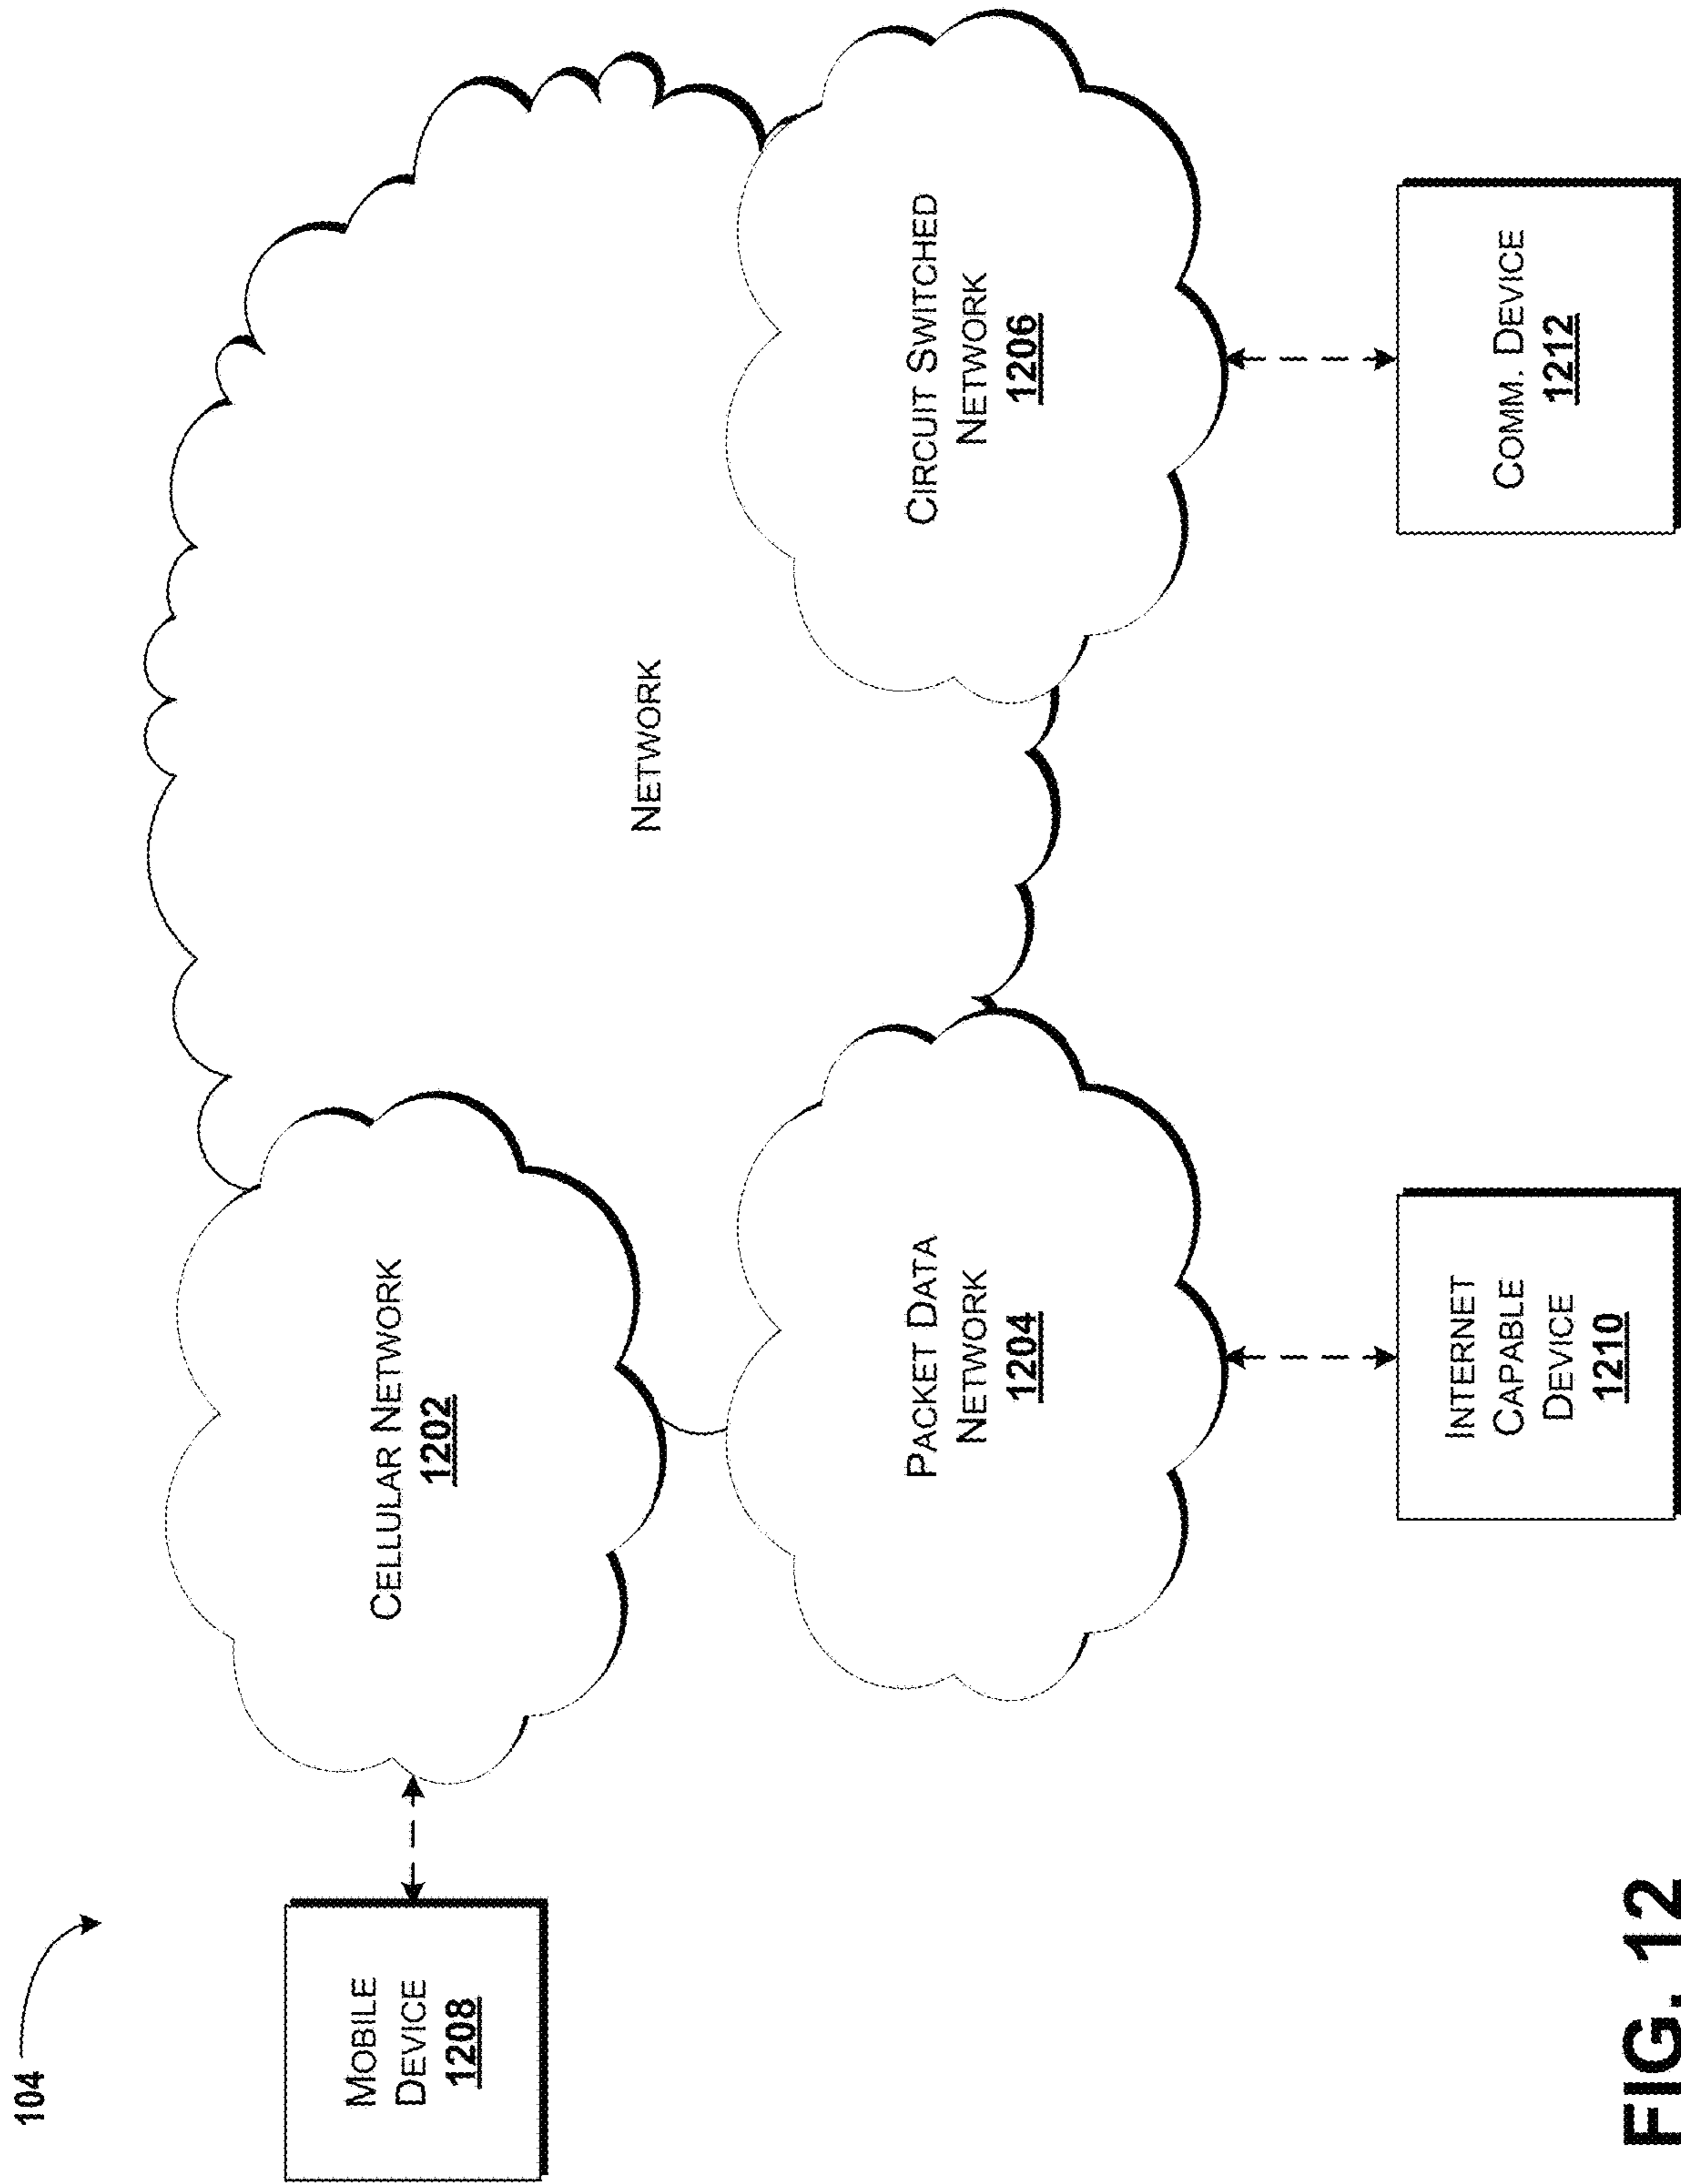 104
MOBILE
DEVICE
1208
CELLULAR NETWORK
1202
NETWORK
PACKET DATA
NETWORK
1204
CIRCUIT SWITCHED
NETWORK
1206
INTERNET
CAPABLE
DEVICE
1210
COMM. DEVICE
1212
FIG. 12